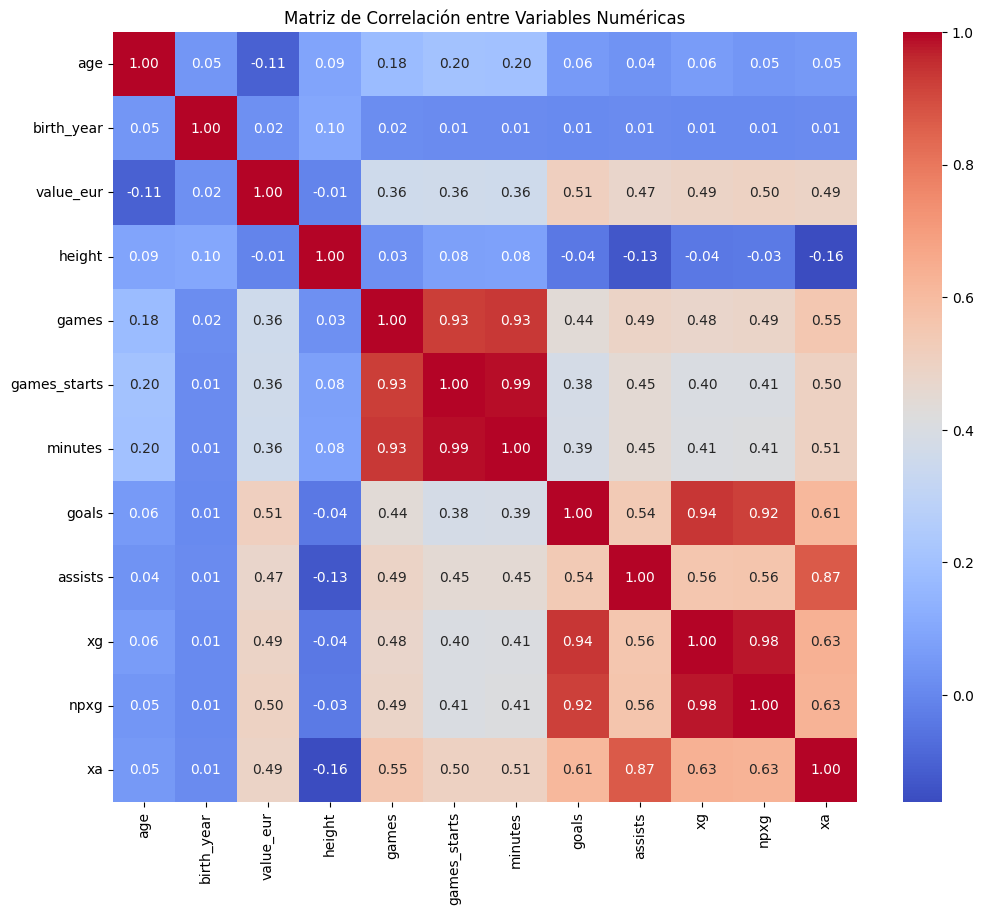 Matriz de Correlación entre Variables Numéricas
age 1.00 0.05 -0.11 0.09 0.18 0.20 0.20 0.06 0.04 0.06 0.05 0.05
birth_year 0.05 1.00 0.02 0.10 0.02 0.01 0.01 0.01 0.01 0.01 0.01 0.01
value_eur -0.11 0.02 1.00 -0.01 0.36 0.36 0.36 0.51 0.47 0.49 0.50 0.49
height 0.09 0.10 -0.01 1.00 0.03 0.08 0.08 -0.04 -0.13 -0.04 -0.03 -0.16
games 0.18 0.02 0.36 0.03 1.00 0.93 0.93 0.44 0.49 0.48 0.49 0.55
games_starts 0.20 0.01 0.36 0.08 0.93 1.00 0.99 0.38 0.45 0.40 0.41 0.50
minutes 0.20 0.01 0.36 0.08 0.93 0.99 1.00 0.39 0.45 0.41 0.41 0.51
goals 0.06 0.01 0.51 -0.04 0.44 0.38 0.39 1.00 0.54 0.94 0.92 0.61
assists 0.04 0.01 0.47 -0.13 0.49 0.45 0.45 0.54 1.00 0.56 0.56 0.87
xg 0.06 0.01 0.49 -0.04 0.48 0.40 0.41 0.94 0.56 1.00 0.98 0.63
npxg 0.05 0.01 0.50 -0.03 0.49 0.41 0.41 0.92 0.56 0.98 1.00 0.63
xa 0.05 0.01 0.49 -0.16 0.55 0.50 0.51 0.61 0.87 0.63 0.63 1.00
age birth_year value_eur height games games_starts minutes goals assists xg npxg xa
1.0
0.8
0.6
0.4
0.2
0.0